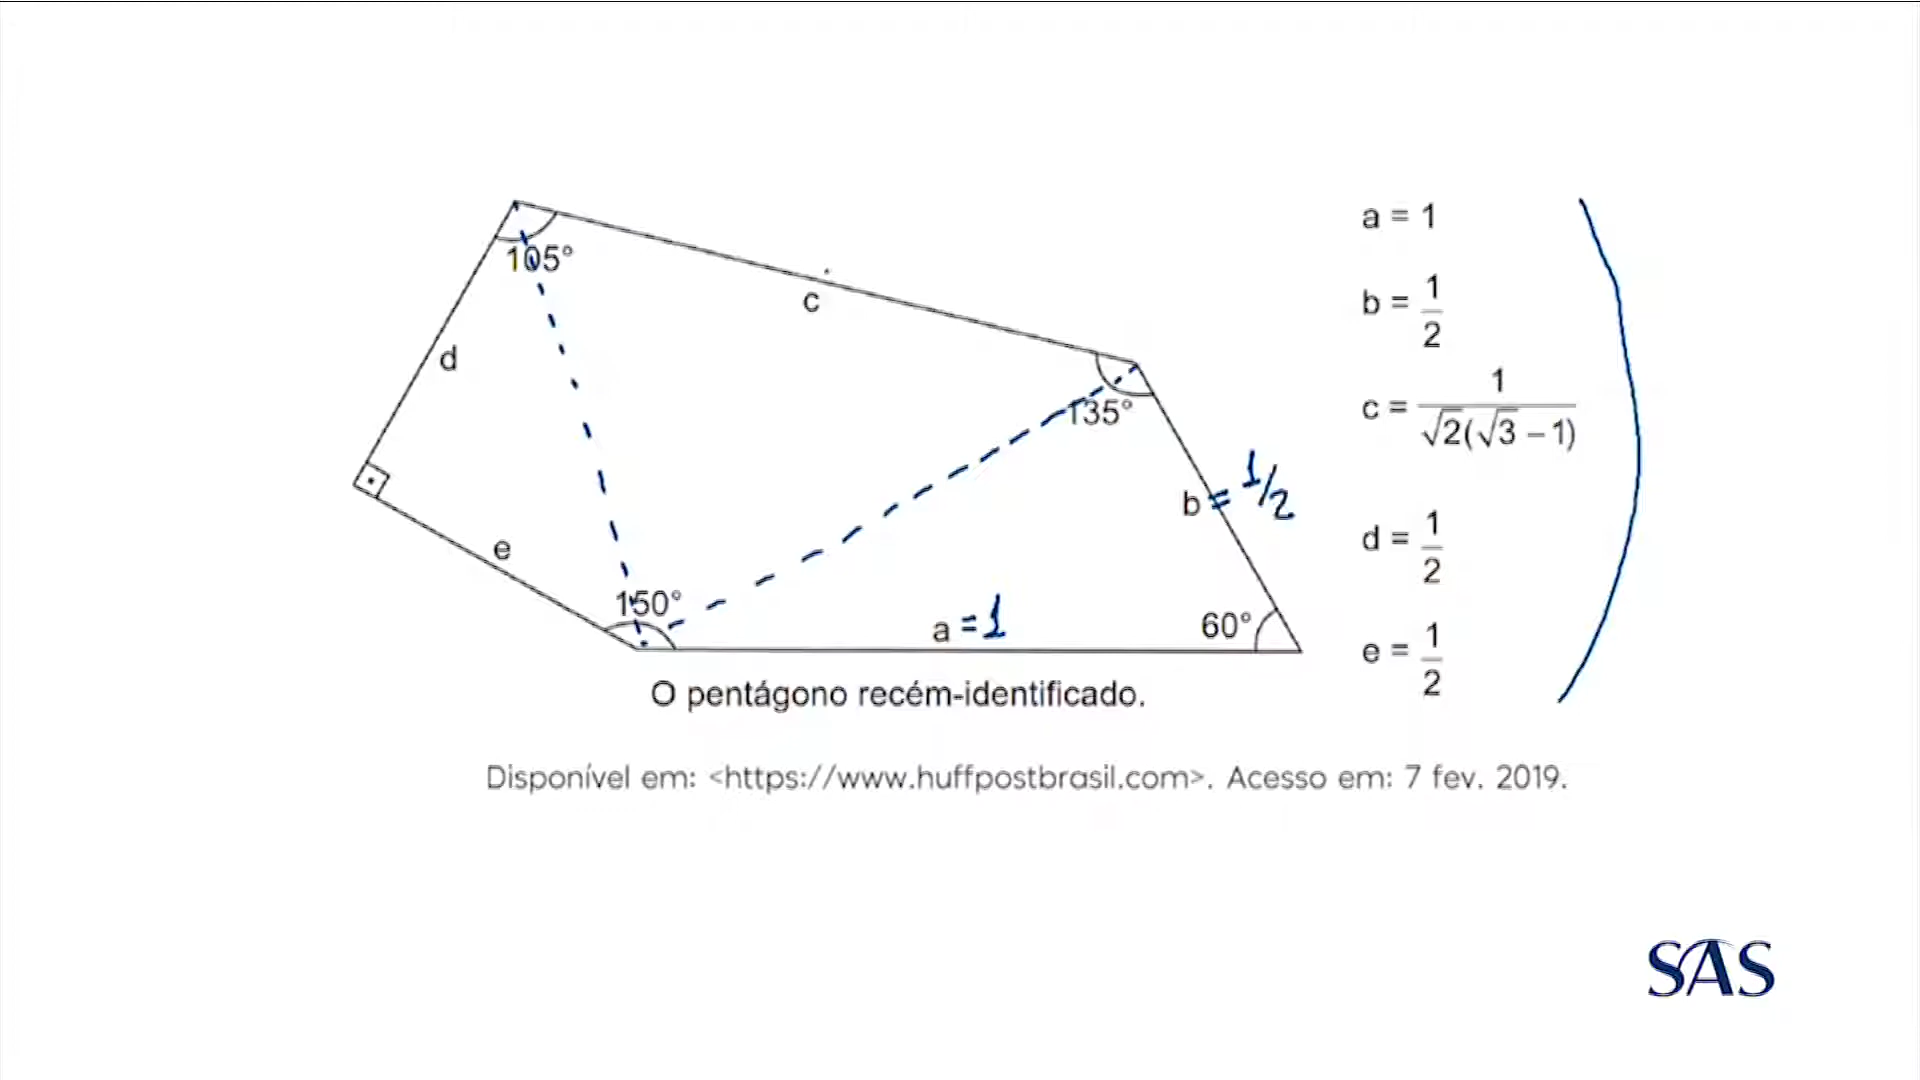 105°
c
d
135°
b = 1/2
e
150°
a = 1
60°
a = 1
b = 1/2
c = 1/√2(√3 – 1)
d = 1/2
e = 1/2
O pentágono recém-identificado.
Disponível em: <https://www.huffpostbrasil.com>. Acesso em: 7 fev. 2019.
SAS